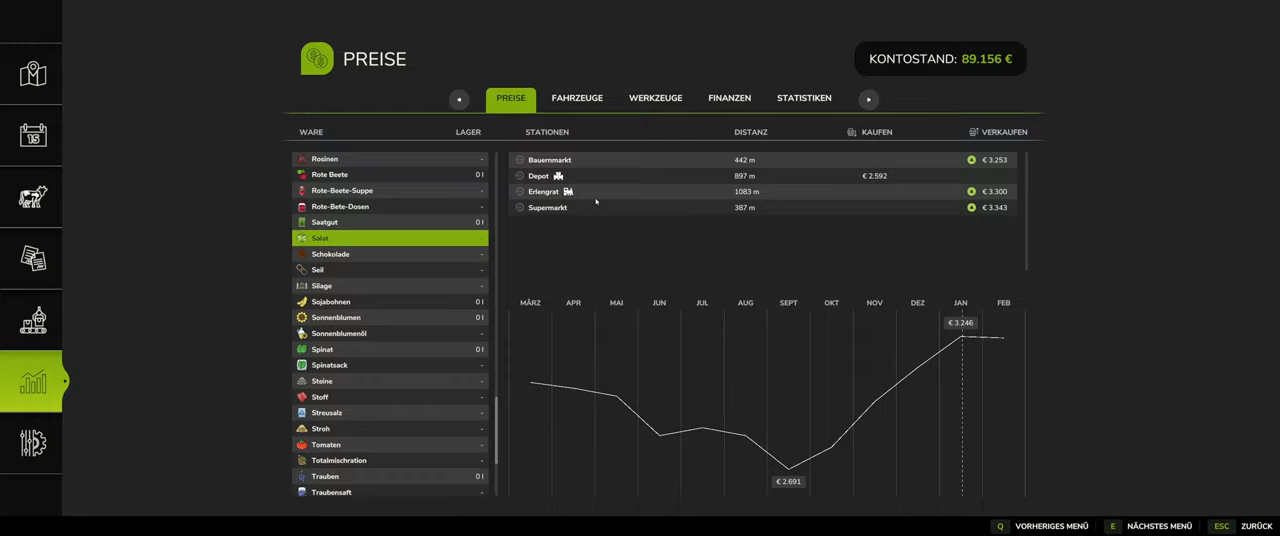 PREISE
KONTOSTAND: 89.156 €
PREISE FAHRZEUGE WERKZEUGE FINANZEN STATISTIKEN
WARE LAGER STATIONEN DISTANZ KAUFEN VERKAUFEN
Rosinen -
Rote Beete 0 l
Rote-Beete-Suppe -
Rote-Bete-Dosen -
Saatgut 0 l
Salat -
Schokolade -
Seil -
Silage -
Sojabohnen 0 l
Sonnenblumen 0 l
Sonnenblumenöl -
Spinat 0 l
Spinatsack -
Steine -
Stoff -
Streusalz -
Stroh -
Tomaten -
Totalmischration -
Trauben 0 l
Traubensaft -
Bauernmarkt 442 m € 3.253
Depot 897 m € 2.592
Erlengrat 1083 m € 3.300
Supermarkt 387 m € 3.343
MÄRZ APR MAI JUN JUL AUG SEPT OKT NOV DEZ JAN FEB
€ 3.246
€ 2.691
15
Q VORHERIGES MENÜ E NÄCHSTES MENÜ ESC ZURÜCK